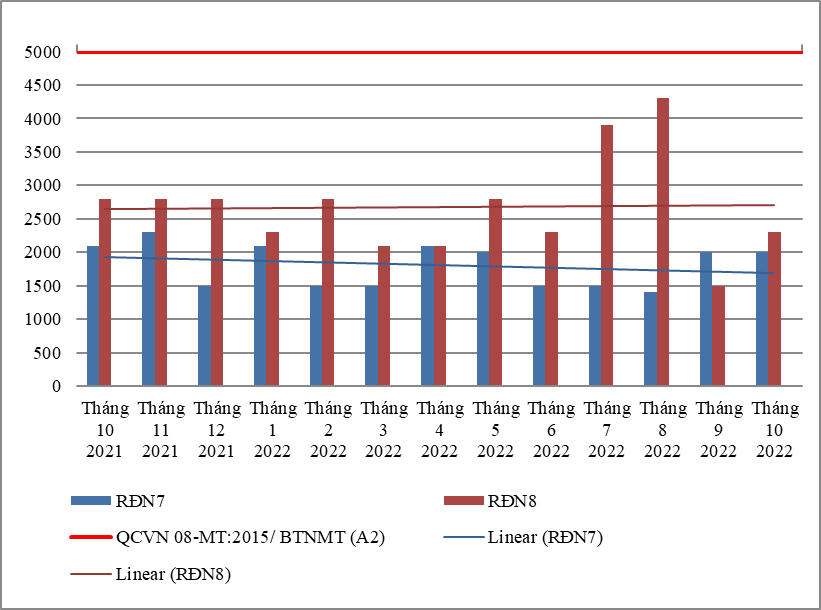 5000
4500
4000
3500
3000
2500
2000
1500
1000
500
0
Tháng 10 2021
Tháng 11 2021
Tháng 12 2021
Tháng 1 2022
Tháng 2 2022
Tháng 3 2022
Tháng 4 2022
Tháng 5 2022
Tháng 6 2022
Tháng 7 2022
Tháng 8 2022
Tháng 9 2022
Tháng 10 2022
RĐN7
RĐN8
QCVN 08-MT:2015/ BTNMT (A2)
Linear (RĐN7)
Linear (RĐN8)